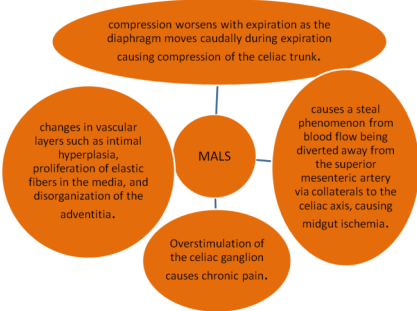 compression worsens with expiration as the
diaphragm moves caudally during expiration
causing compression of the celiac trunk.
changes in vascular
layers such as intimal
hyperplasia,
proliferation of elastic
fibers in the media, and
disorganization of the
adventitia.
MALS
causes a steal
phenomenon from
blood flow being
diverted away from
the superior
mesenteric artery
via collaterals to the
celiac axis, causing
midgut ischemia.
Overstimulation of
the celiac ganglion
causes chronic pain.